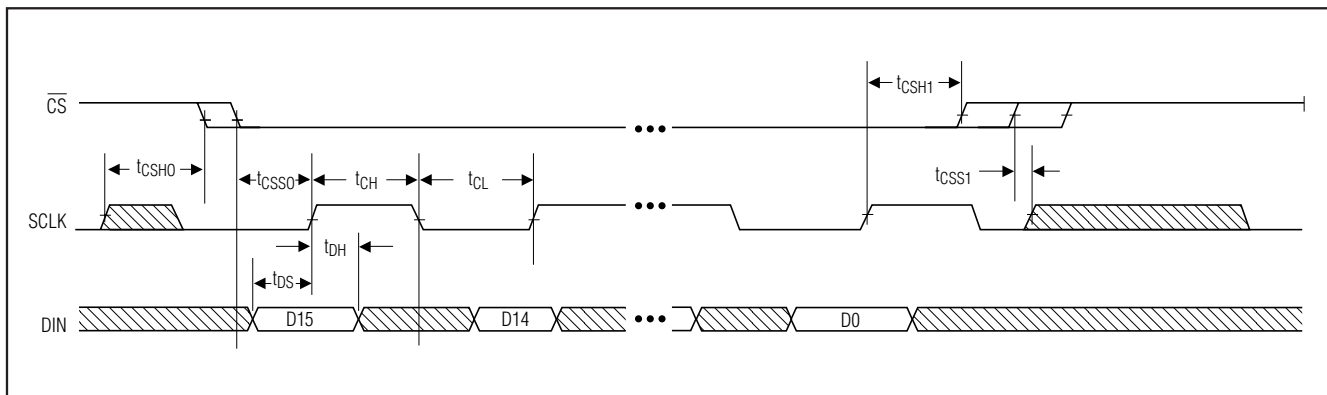 tCSH1
CS
tCSH0
tCSS0
tCH
tCL
tCSS1
SCLK
tDH
tDS
DIN
D15
D14
D0